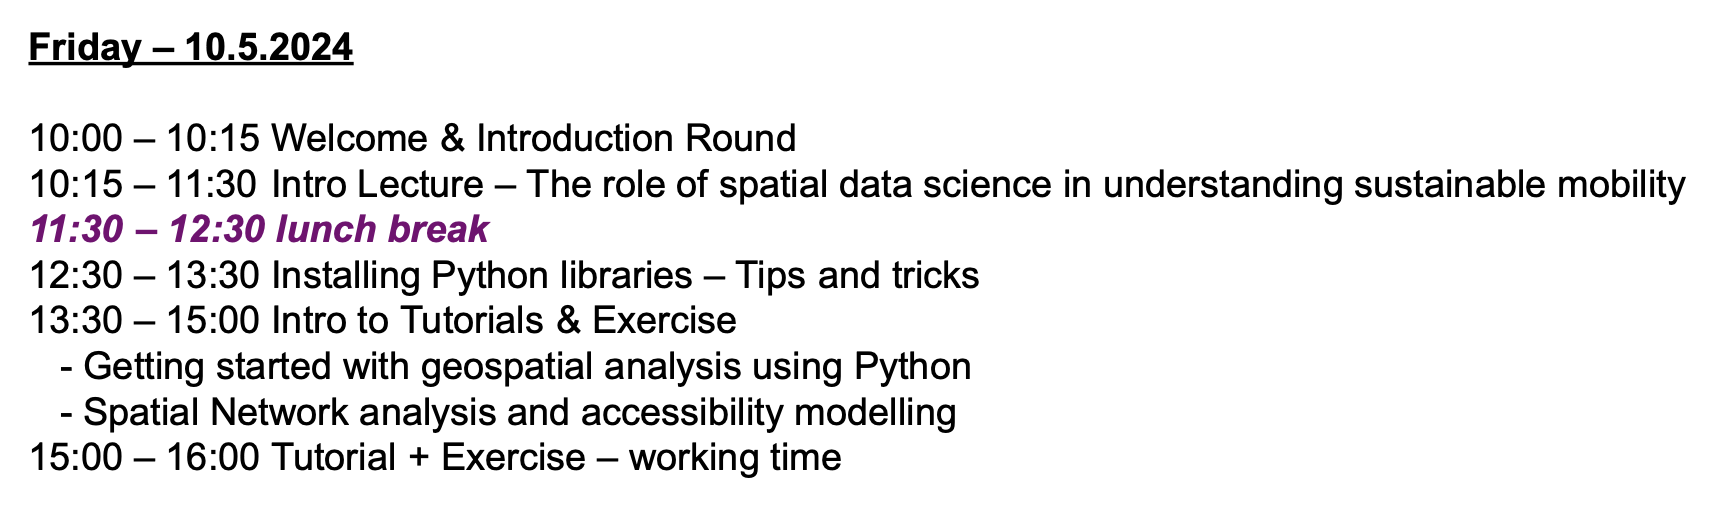 Friday – 10.5.2024
10:00 – 10:15 Welcome & Introduction Round
10:15 – 11:30 Intro Lecture – The role of spatial data science in understanding sustainable mobility
11:30 – 12:30 lunch break
12:30 – 13:30 Installing Python libraries – Tips and tricks
13:30 – 15:00 Intro to Tutorials & Exercise
- Getting started with geospatial analysis using Python
- Spatial Network analysis and accessibility modelling
15:00 – 16:00 Tutorial + Exercise – working time